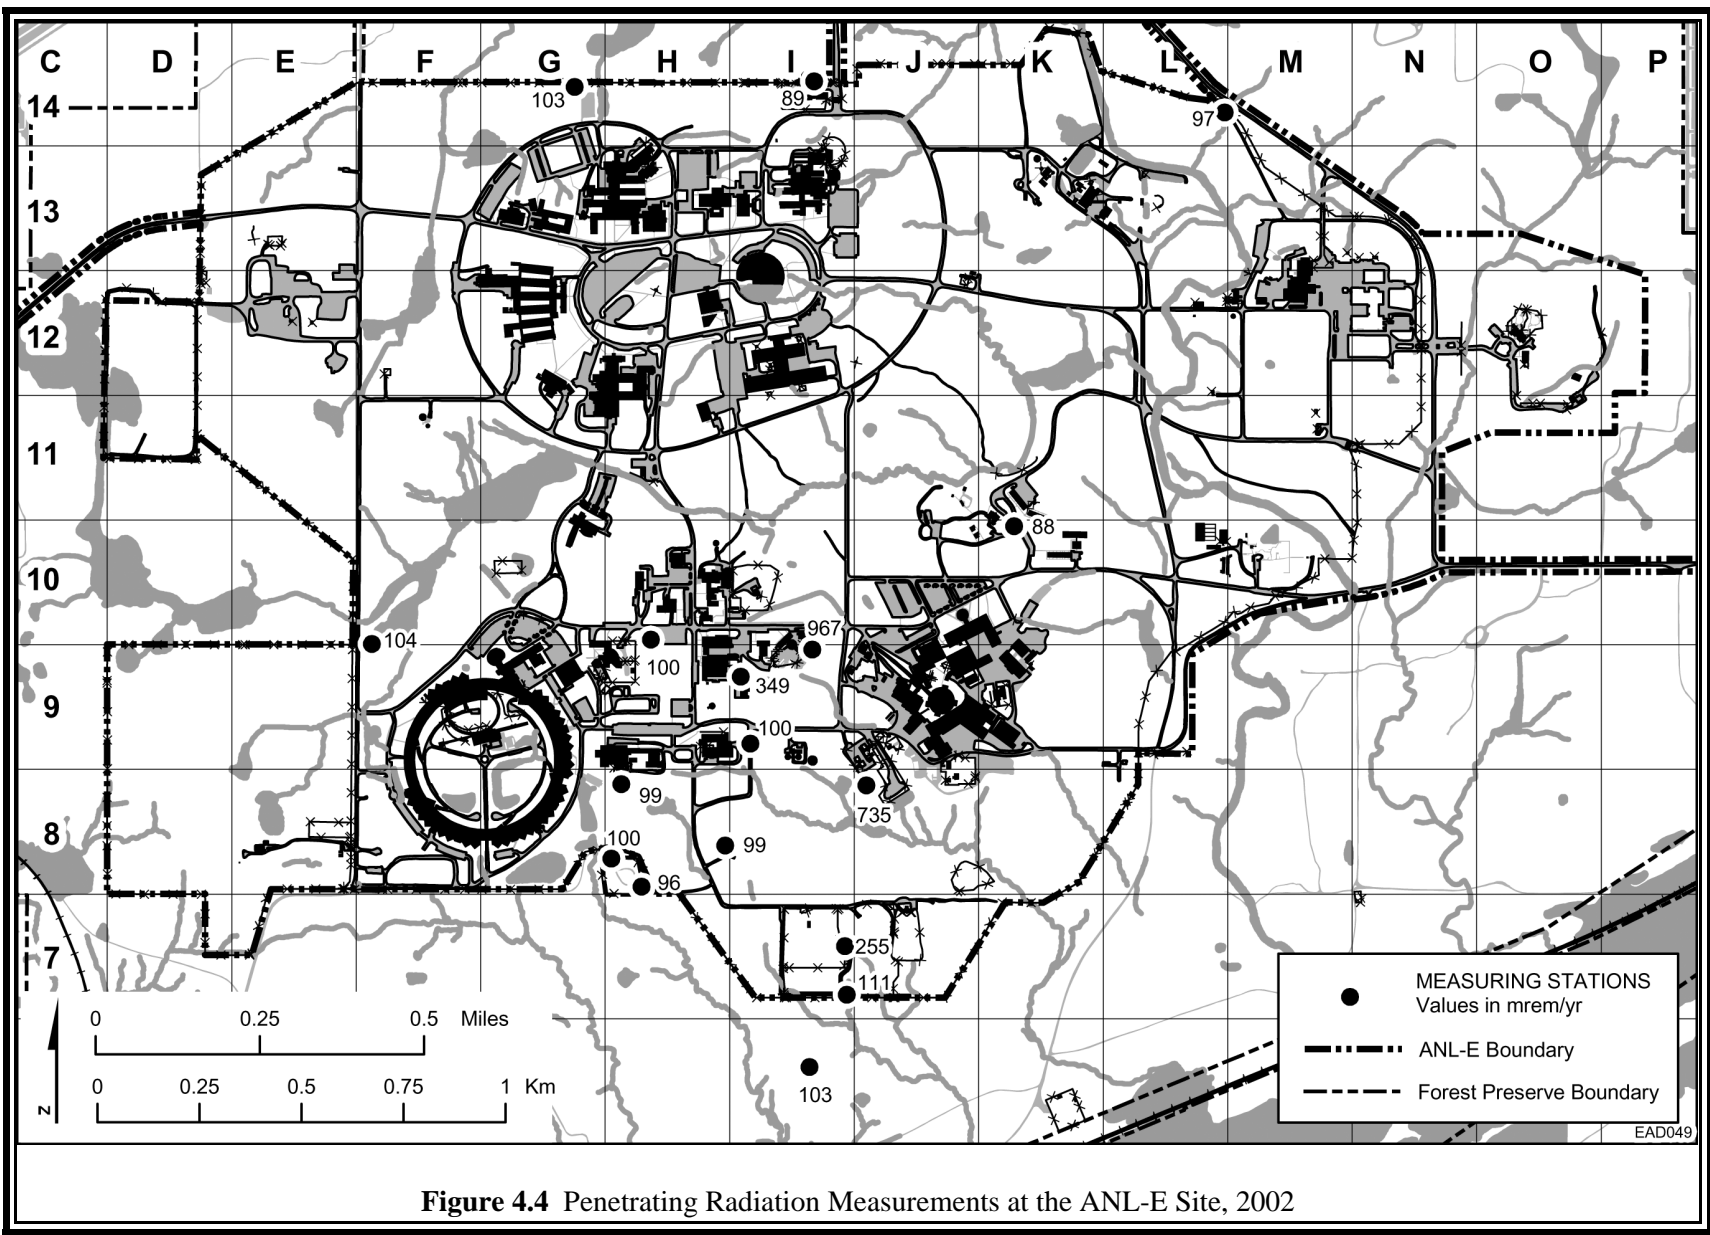 C D E F G H I J K L M N O P
14
103
89
97
13
12
11
88
10
104
100
967
349
9
100
99
735
8
100
99
96
7
255
111
103
0 0.25 0.5 Miles
0 0.25 0.5 0.75 1 Km
N
MEASURING STATIONS
Values in mrem/yr
ANL-E Boundary
Forest Preserve Boundary
EAD049
Figure 4.4 Penetrating Radiation Measurements at the ANL-E Site, 2002